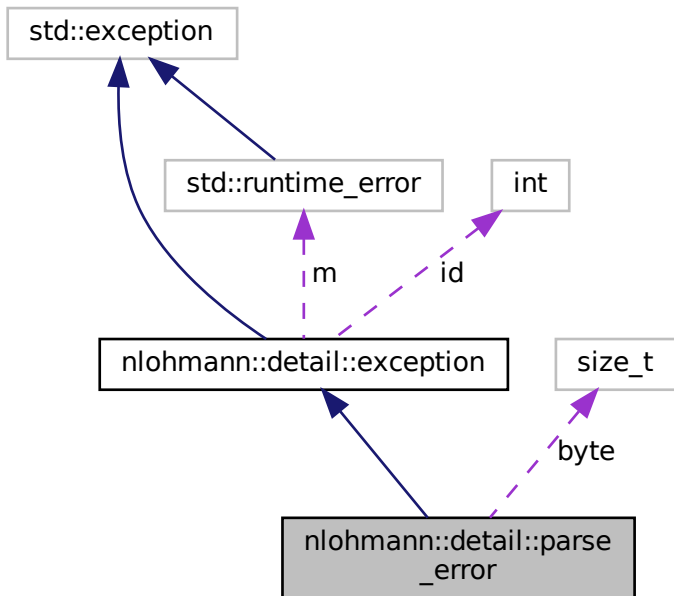 std::exception
std::runtime_error
int
m
id
nlohmann::detail::exception
size_t
byte
nlohmann::detail::parse
_error